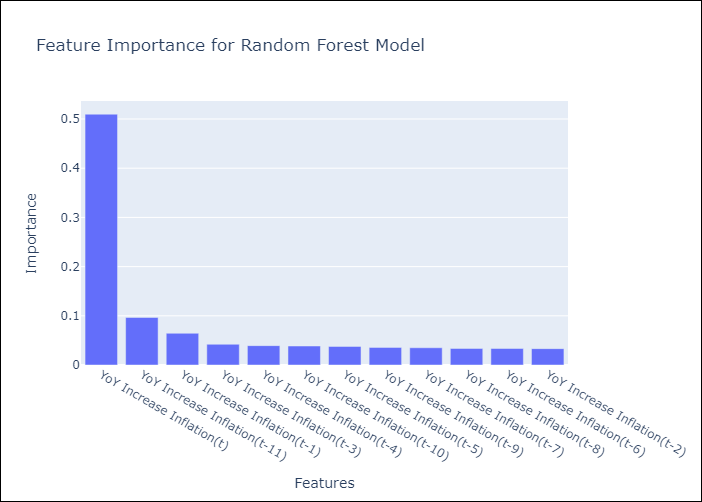 Feature Importance for Random Forest Model
Importance
0.5
0.4
0.3
0.2
0.1
0
YoY Increase Inflation(t)
YoY Increase Inflation(t-11)
YoY Increase Inflation(t-1)
YoY Increase Inflation(t-3)
YoY Increase Inflation(t-4)
YoY Increase Inflation(t-10)
YoY Increase Inflation(t-5)
YoY Increase Inflation(t-9)
YoY Increase Inflation(t-7)
YoY Increase Inflation(t-8)
YoY Increase Inflation(t-6)
YoY Increase Inflation(t-2)
Features